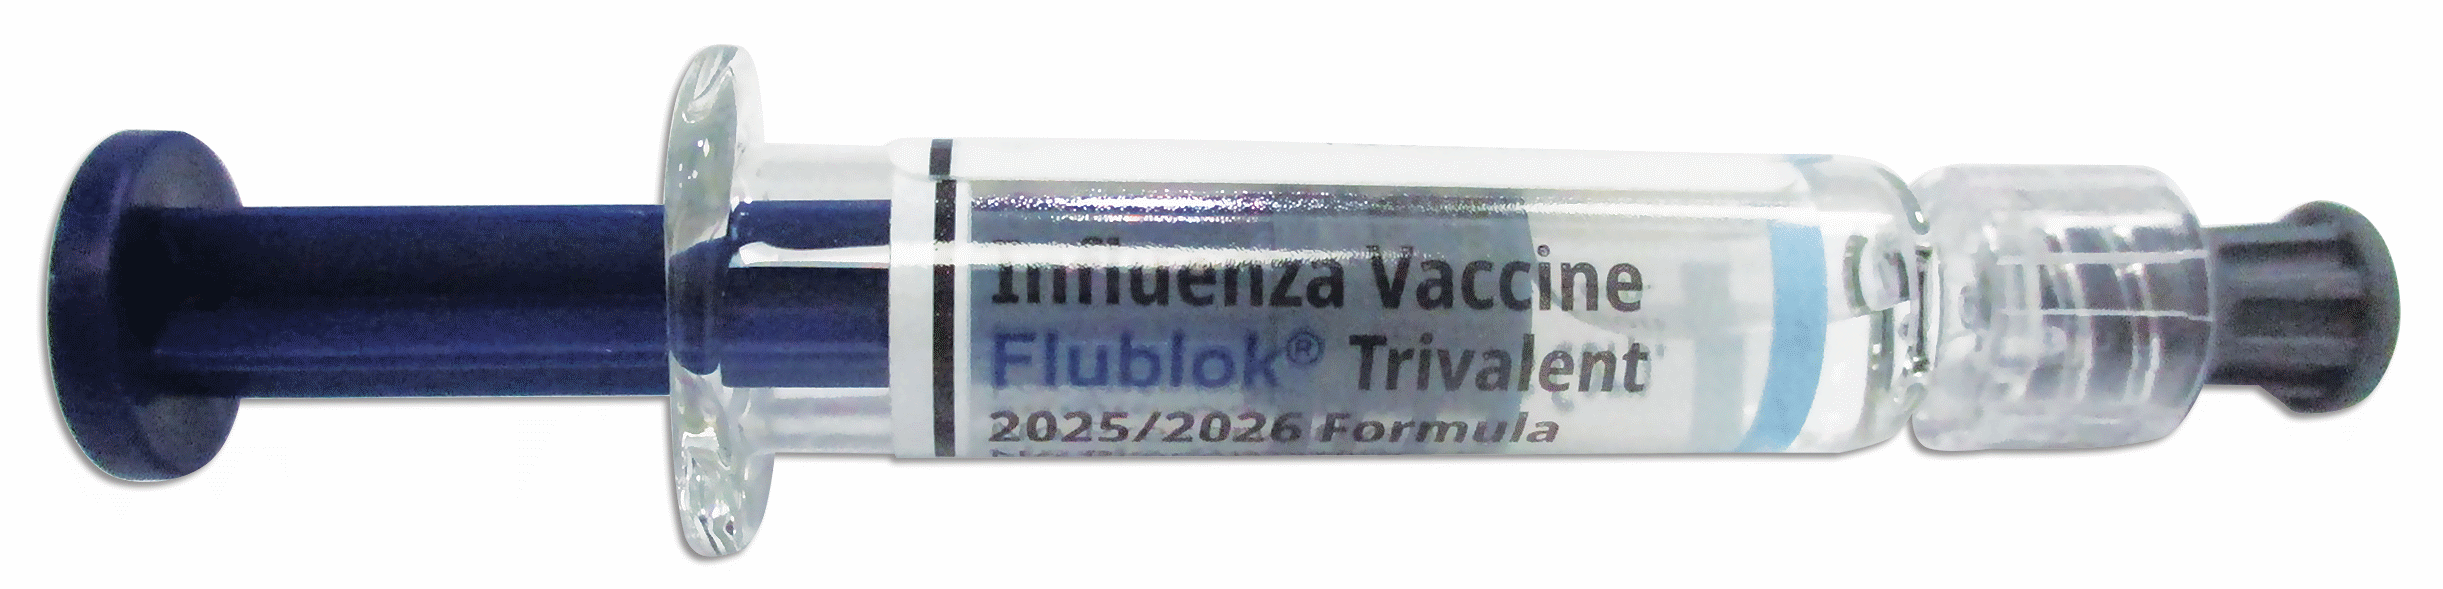 Influenza Vaccine
Flublok® Trivalent
2025/2026 Formula